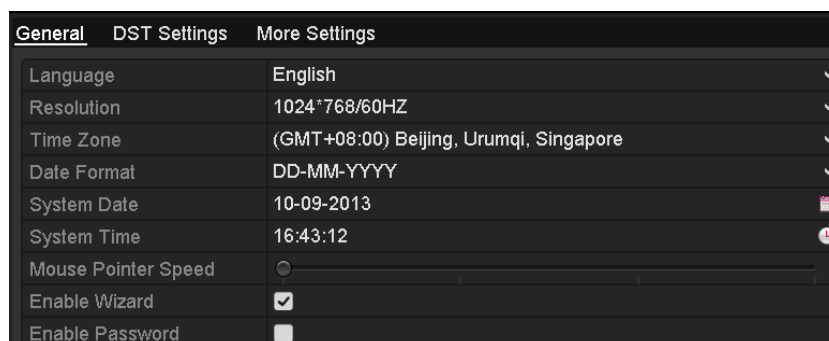 General DST Settings More Settings
Language English
Resolution 1024*768/60HZ
Time Zone (GMT+08:00) Beijing, Urumqi, Singapore
Date Format DD-MM-YYYY
System Date 10-09-2013
System Time 16:43:12
Mouse Pointer Speed
Enable Wizard
Enable Password